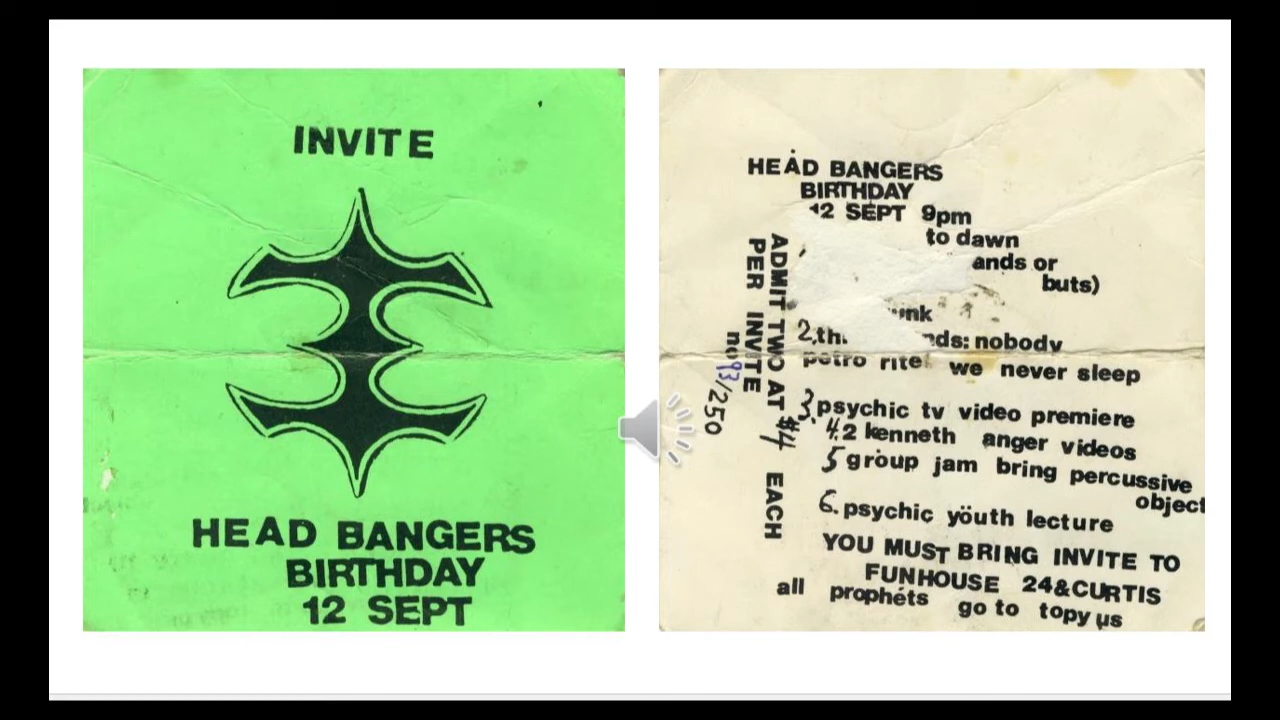 INVITE
HEAD BANGERS
BIRTHDAY
12 SEPT
HEAD BANGERS
BIRTHDAY
12 SEPT 9pm
to dawn
ands or
buts)
unk
2, nds: nobody
petro rite we never sleep
3. psychic tv video premiere
4. 2 kenneth anger videos
5 group jam bring percussive
object
6. psychic youth lecture
YOU MUST BRING INVITE TO
FUNHOUSE 24&CURTIS
all prophets go to topy us
ADMIT TWO AT $4 EACH
PER INVITE
no 93/250